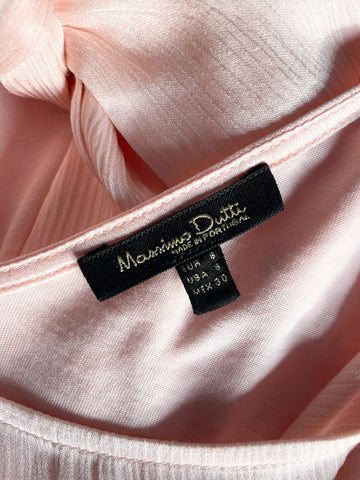 Massimo Dutti
MADE IN PORTUGAL
EUR S
USA S
MEX 30